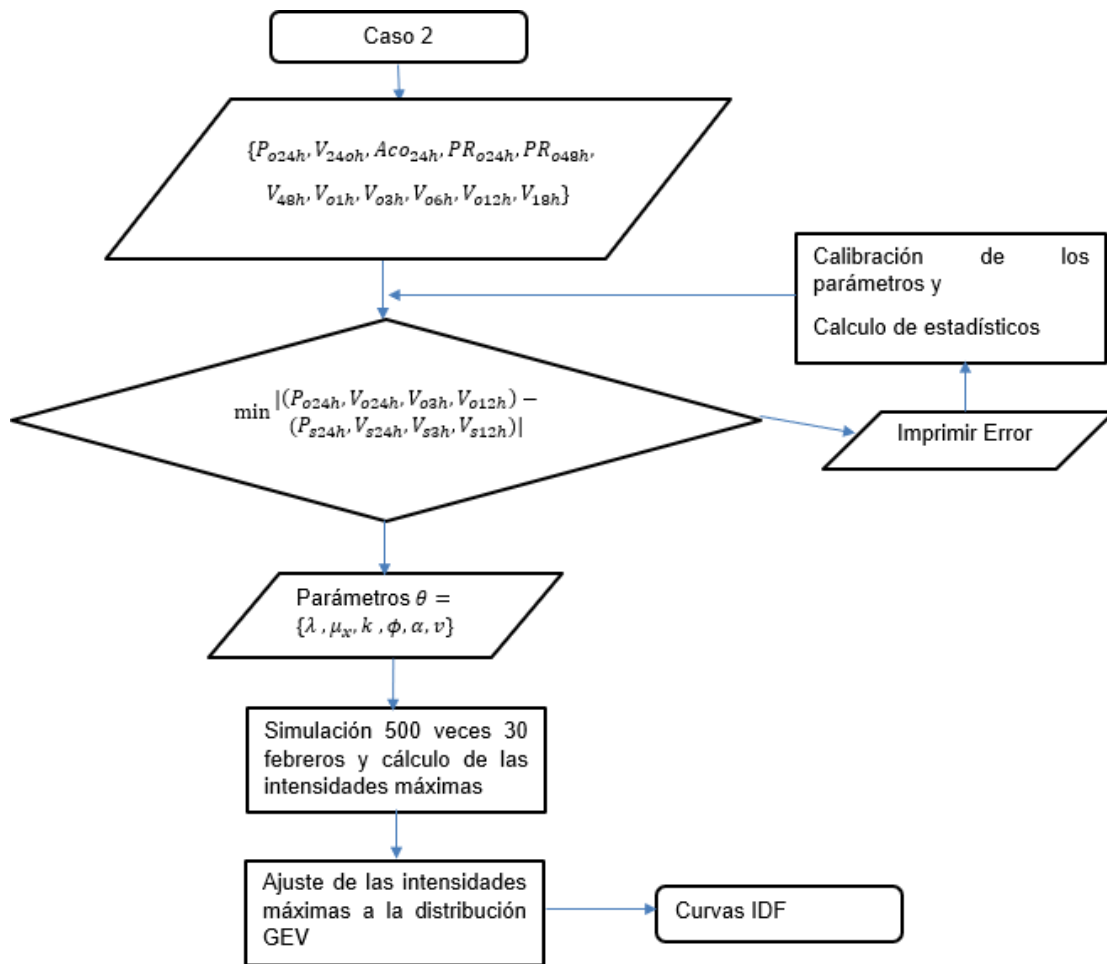 Caso 2
{P_{o24h}, V_{24oh}, Aco_{24h}, PR_{o24h}, PR_{o48h},
V_{48h}, V_{o1h}, V_{o3h}, V_{o6h}, V_{o12h}, V_{18h}}
Calibración de los
parámetros y
Calculo de estadísticos
min |(P_{o24h}, V_{o24h}, V_{o3h}, V_{o12h}) −
(P_{s24h}, V_{s24h}, V_{s3h}, V_{s12h})|
Imprimir Error
Parámetros θ =
{λ , μ_x, k , ϕ, α, v}
Simulación 500 veces 30
febreros y cálculo de las
intensidades máximas
Ajuste de las intensidades
máximas a la distribución
GEV
Curvas IDF